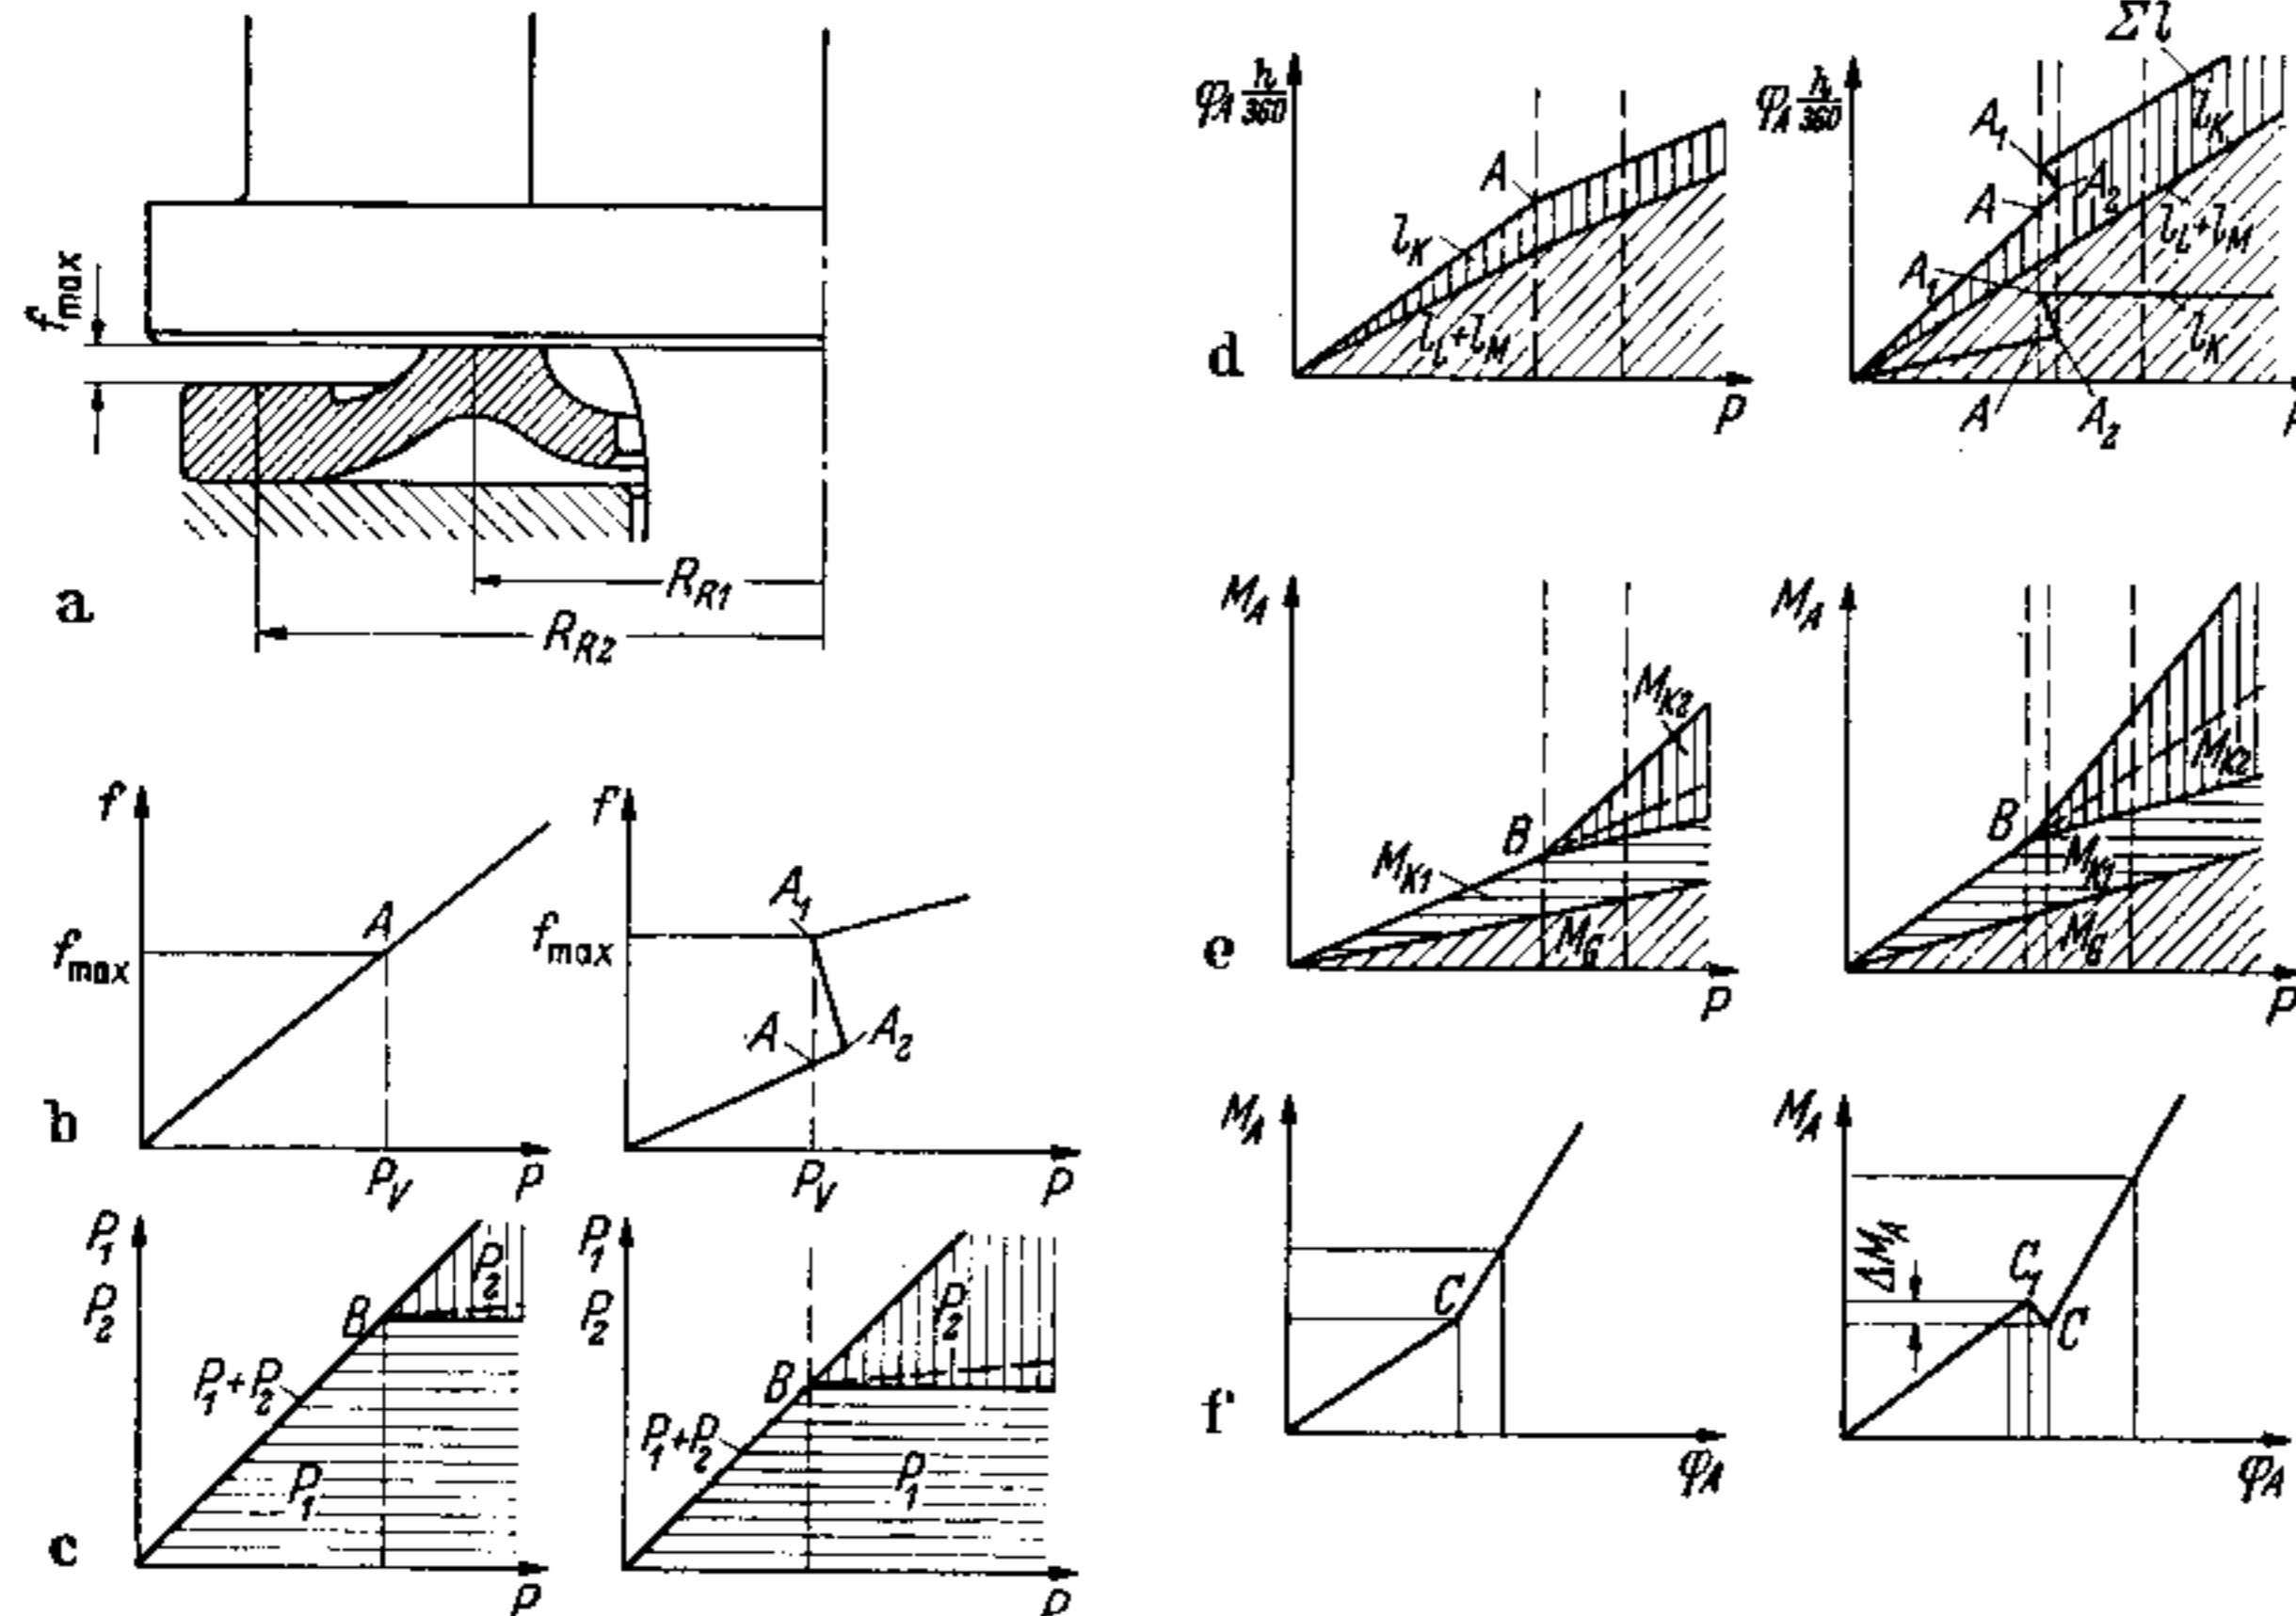 f_max
R_R1
R_R2
a
f
f_max
A
P_V
P
f
f_max
A_1
A
A_2
P_V
P
b
P_1
P_2
B
P_2
P_1+P_2
P_1
P
P_1
P_2
B
P_2
P_1+P_2
P_1
P
c
φ_A h/360
A
l_K
l_L+l_M
P
φ_A h/360
Σl
A_1
l_K
A_2
A
l_L+l_M
A_1
l_K
A
A_2
P
d
M_A
M_K2
B
M_K1
M_G
P
M_A
M_K2
B
M_K1
M_G
P
e
M_A
C
φ_A
M_A
ΔM_A
C_1
C
φ_A
f